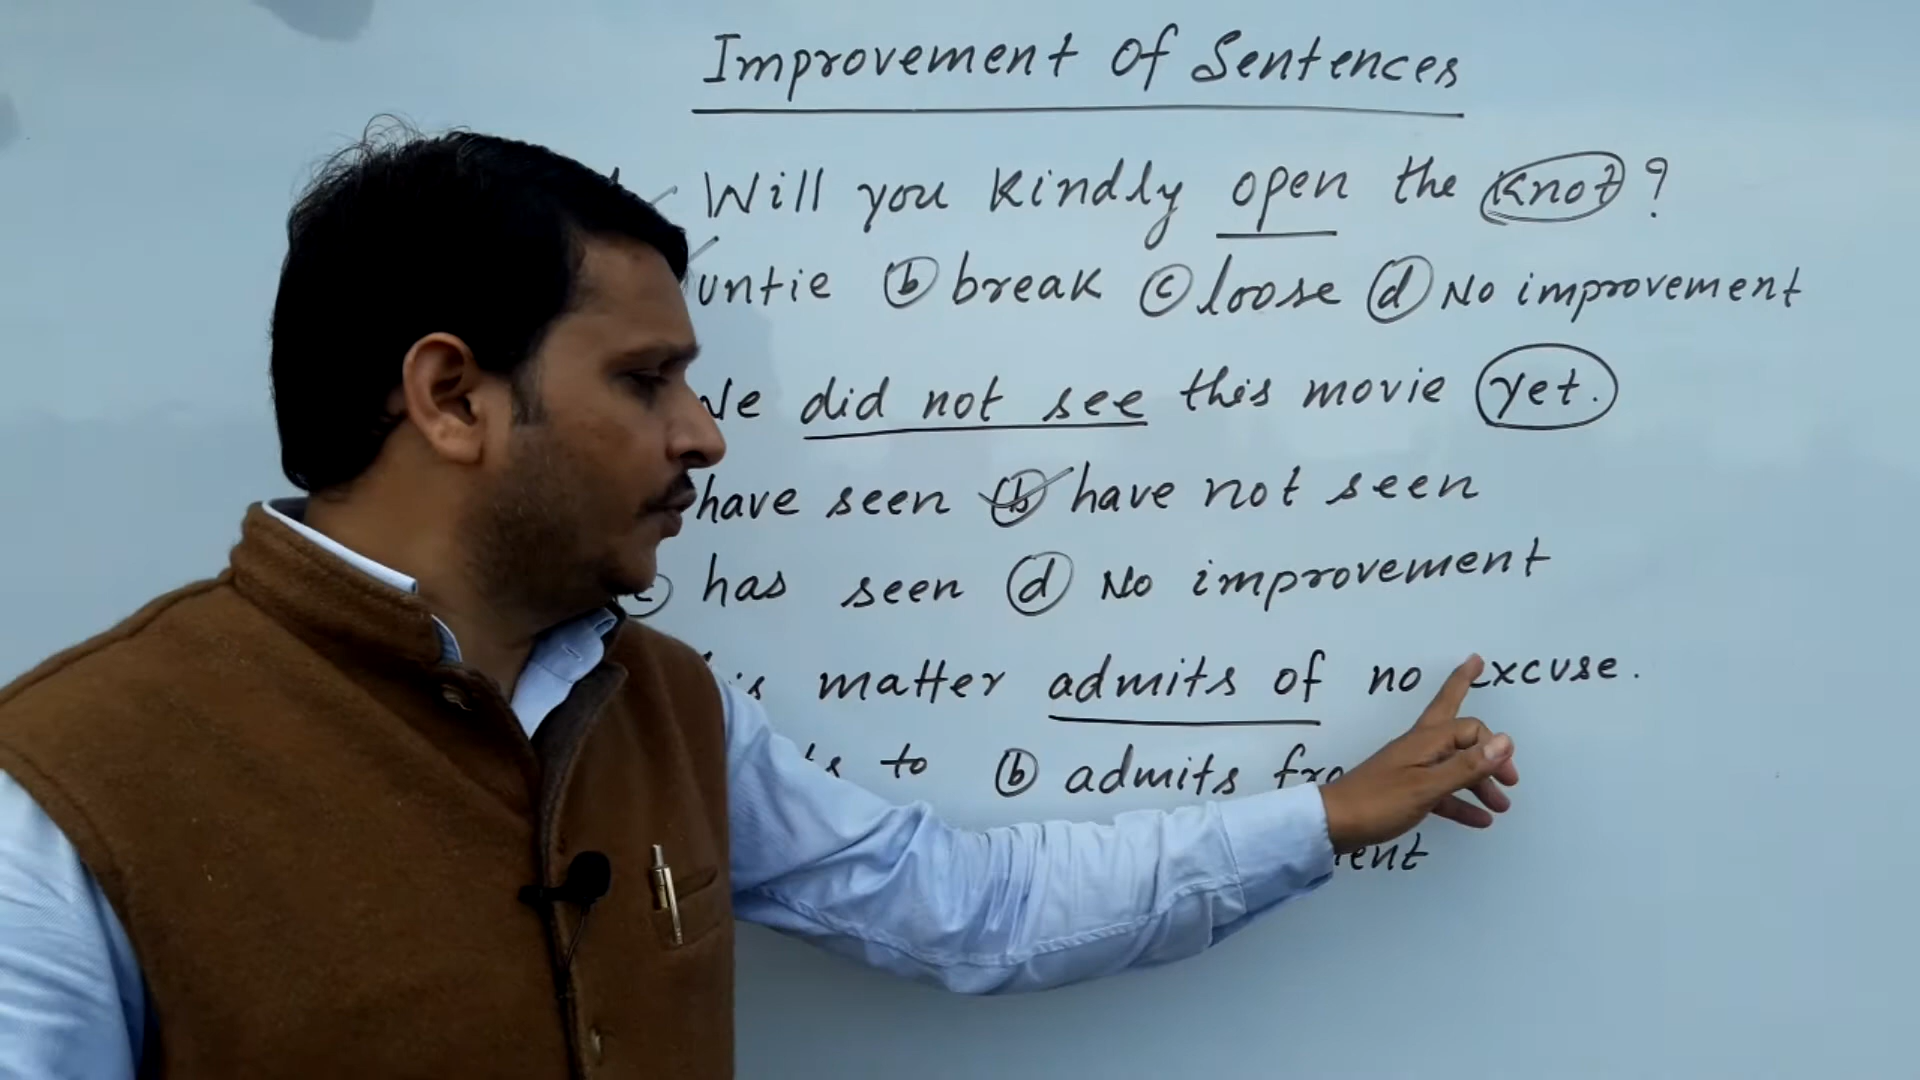 Improvement of Sentences
Will you kindly open the knot?
untie (b) break (c) loose (d) No improvement
did not see this movie yet.
have seen (b) have not seen
(c) has seen (d) No improvement
matter admits of no excuse.
to (b) admits